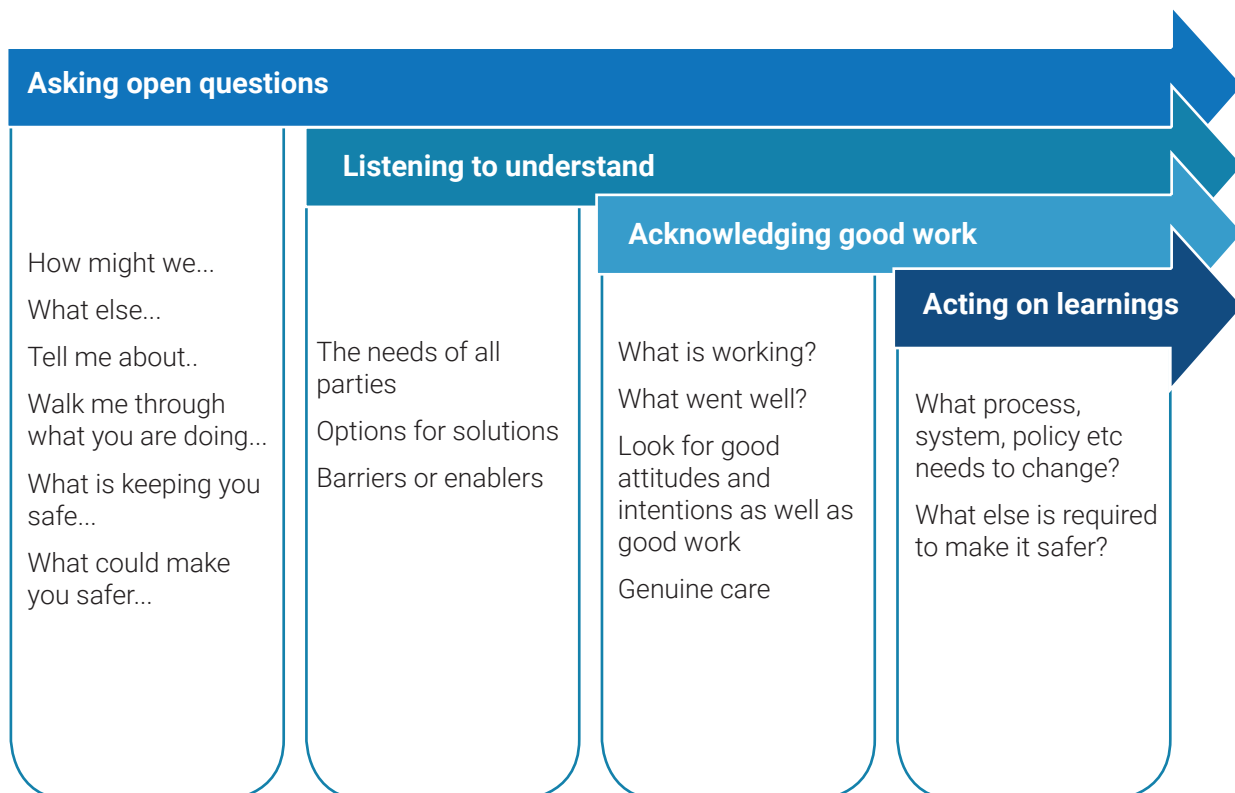 Asking open questions
How might we...
What else...
Tell me about..
Walk me through
what you are doing...
What is keeping you
safe...
What could make
you safer...
Listening to understand
The needs of all
parties
Options for solutions
Barriers or enablers
Acknowledging good work
What is working?
What went well?
Look for good
attitudes and
intentions as well as
good work
Genuine care
Acting on learnings
What process,
system, policy etc
needs to change?
What else is required
to make it safer?